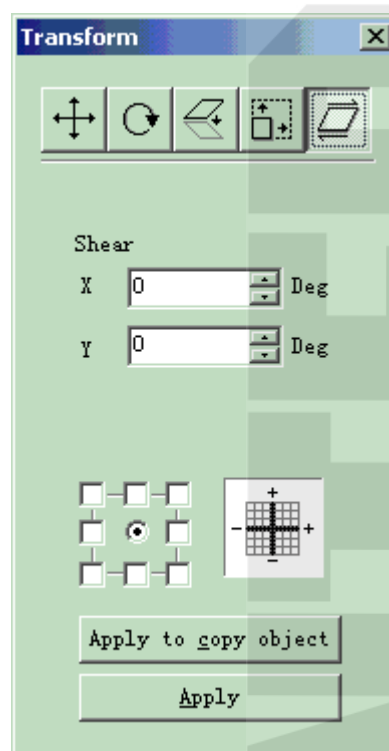 Transform
Shear
X 0 Deg
Y 0 Deg
+
- +
-
Apply to copy object
Apply